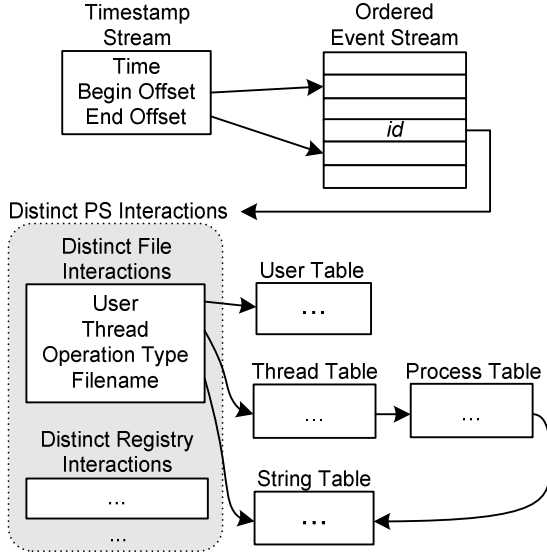 Timestamp
Stream
Time
Begin Offset
End Offset
Ordered
Event Stream
id
Distinct PS Interactions
Distinct File
Interactions
User
Thread
Operation Type
Filename
Distinct Registry
Interactions
...
...
User Table
...
Thread Table
...
Process Table
...
String Table
...